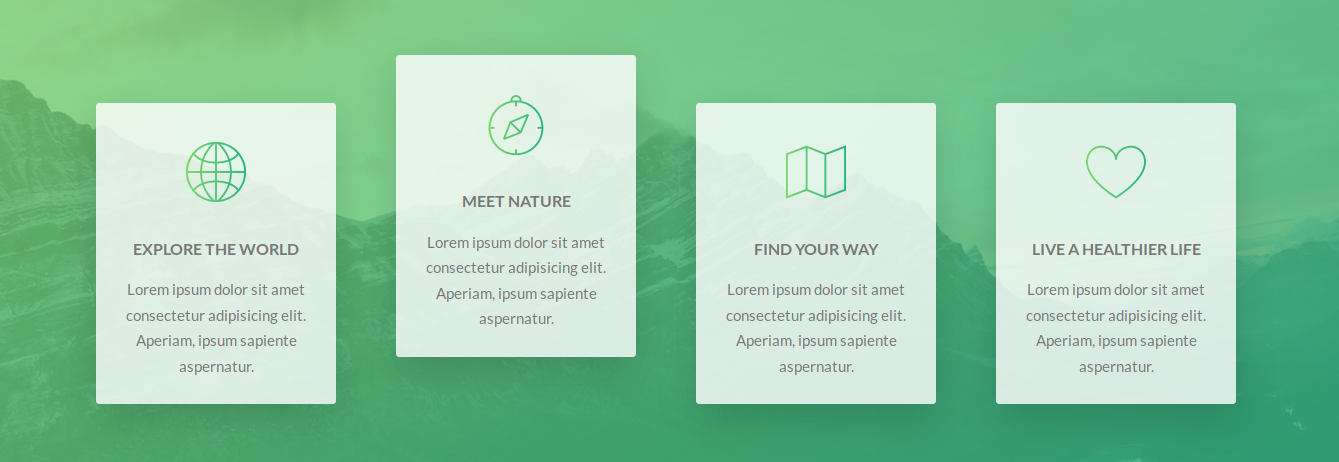 EXPLORE THE WORLD
Lorem ipsum dolor sit amet
consectetur adipisicing elit.
Aperiam, ipsum sapiente
aspernatur.
MEET NATURE
Lorem ipsum dolor sit amet
consectetur adipisicing elit.
Aperiam, ipsum sapiente
aspernatur.
FIND YOUR WAY
Lorem ipsum dolor sit amet
consectetur adipisicing elit.
Aperiam, ipsum sapiente
aspernatur.
LIVE A HEALTHIER LIFE
Lorem ipsum dolor sit amet
consectetur adipisicing elit.
Aperiam, ipsum sapiente
aspernatur.